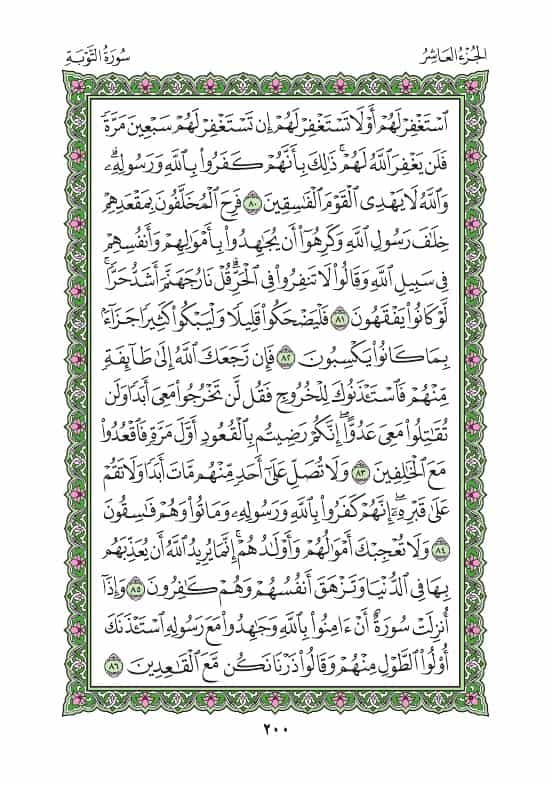 الجُزْءُ العَاشِرُ
سُورَةُ التَّوْبَةِ
ٱسۡتَغۡفِرۡ لَهُمۡ أَوۡ لَا تَسۡتَغۡفِرۡ لَهُمۡ إِن تَسۡتَغۡفِرۡ لَهُمۡ سَبۡعِينَ مَرَّةٗ
فَلَن يَغۡفِرَ ٱللَّهُ لَهُمۡۚ ذَٰلِكَ بِأَنَّهُمۡ كَفَرُواْ بِٱللَّهِ وَرَسُولِهِۦۗ
وَٱللَّهُ لَا يَهۡدِي ٱلۡقَوۡمَ ٱلۡفَٰسِقِينَ ٨٠ فَرِحَ ٱلۡمُخَلَّفُونَ بِمَقۡعَدِهِمۡ
خِلَٰفَ رَسُولِ ٱللَّهِ وَكَرِهُوٓاْ أَن يُجَٰهِدُواْ بِأَمۡوَٰلِهِمۡ وَأَنفُسِهِمۡ
فِي سَبِيلِ ٱللَّهِ وَقَالُواْ لَا تَنفِرُواْ فِي ٱلۡحَرِّۗ قُلۡ نَارُ جَهَنَّمَ أَشَدُّ حَرّٗاۚ
لَّوۡ كَانُواْ يَفۡقَهُونَ ٨١ فَلۡيَضۡحَكُواْ قَلِيلٗا وَلۡيَبۡكُواْ كَثِيرٗا جَزَآءَۢ
بِمَا كَانُواْ يَكۡسِبُونَ ٨٢ فَإِن رَّجَعَكَ ٱللَّهُ إِلَىٰ طَآئِفَةٖ
مِّنۡهُمۡ فَٱسۡتَـٔۡذَنُوكَ لِلۡخُرُوجِ فَقُل لَّن تَخۡرُجُواْ مَعِيَ أَبَدٗا وَلَن
تُقَٰتِلُواْ مَعِيَ عَدُوًّاۖ إِنَّكُمۡ رَضِيتُم بِٱلۡقُعُودِ أَوَّلَ مَرَّةٖ فَٱقۡعُدُواْ
مَعَ ٱلۡخَٰلِفِينَ ٨٣ وَلَا تُصَلِّ عَلَىٰٓ أَحَدٖ مِّنۡهُم مَّاتَ أَبَدٗا وَلَا تَقُمۡ
عَلَىٰ قَبۡرِهِۦٓۖ إِنَّهُمۡ كَفَرُواْ بِٱللَّهِ وَرَسُولِهِۦ وَمَاتُواْ وَهُمۡ فَٰسِقُونَ
٨٤ وَلَا تُعۡجِبۡكَ أَمۡوَٰلُهُمۡ وَأَوۡلَٰدُهُمۡۚ إِنَّمَا يُرِيدُ ٱللَّهُ أَن يُعَذِّبَهُم
بِهَا فِي ٱلدُّنۡيَا وَتَزۡهَقَ أَنفُسُهُمۡ وَهُمۡ كَٰفِرُونَ ٨٥ وَإِذَآ
أُنزِلَتۡ سُورَةٌ أَنۡ ءَامِنُواْ بِٱللَّهِ وَجَٰهِدُواْ مَعَ رَسُولِهِ ٱسۡتَـٔۡذَنَكَ
أُوْلُواْ ٱلطَّوۡلِ مِنۡهُمۡ وَقَالُواْ ذَرۡنَا نَكُن مَّعَ ٱلۡقَٰعِدِينَ ٨٦
٢٠٠